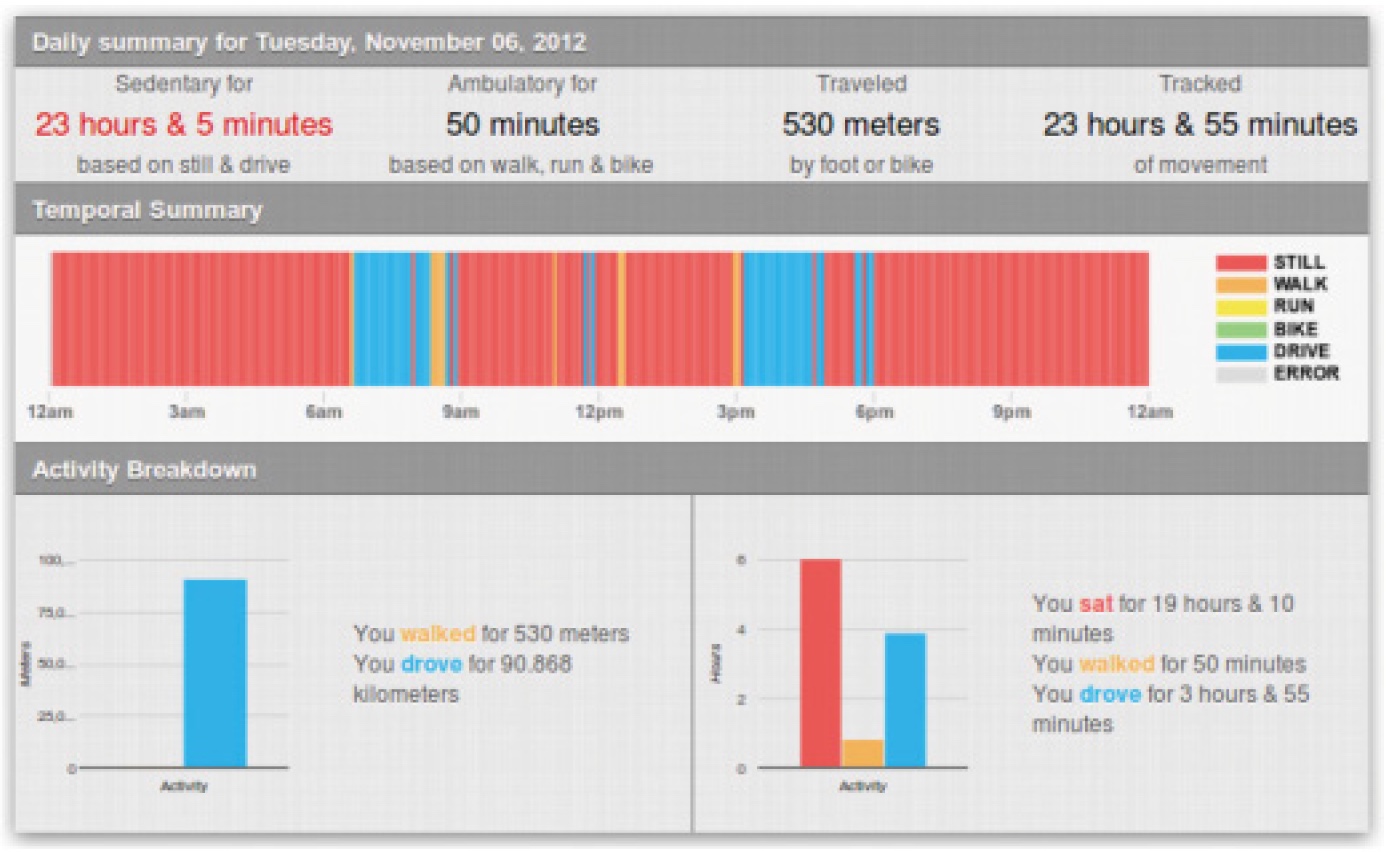 Daily summary for Tuesday, November 06, 2012
Sedentary for
23 hours & 5 minutes
based on still & drive
Ambulatory for
50 minutes
based on walk, run & bike
Traveled
530 meters
by foot or bike
Tracked
23 hours & 55 minutes
of movement
Temporal Summary
12am 3am 6am 9am 12pm 3pm 6pm 9pm 12am
STILL
WALK
RUN
BIKE
DRIVE
ERROR
Activity Breakdown
100,...
75,0...
50,0...
25,0...
0
Meters
Activity
You walked for 530 meters
You drove for 90.868
kilometers
6
4
2
0
Hours
Activity
You sat for 19 hours & 10
minutes
You walked for 50 minutes
You drove for 3 hours & 55
minutes